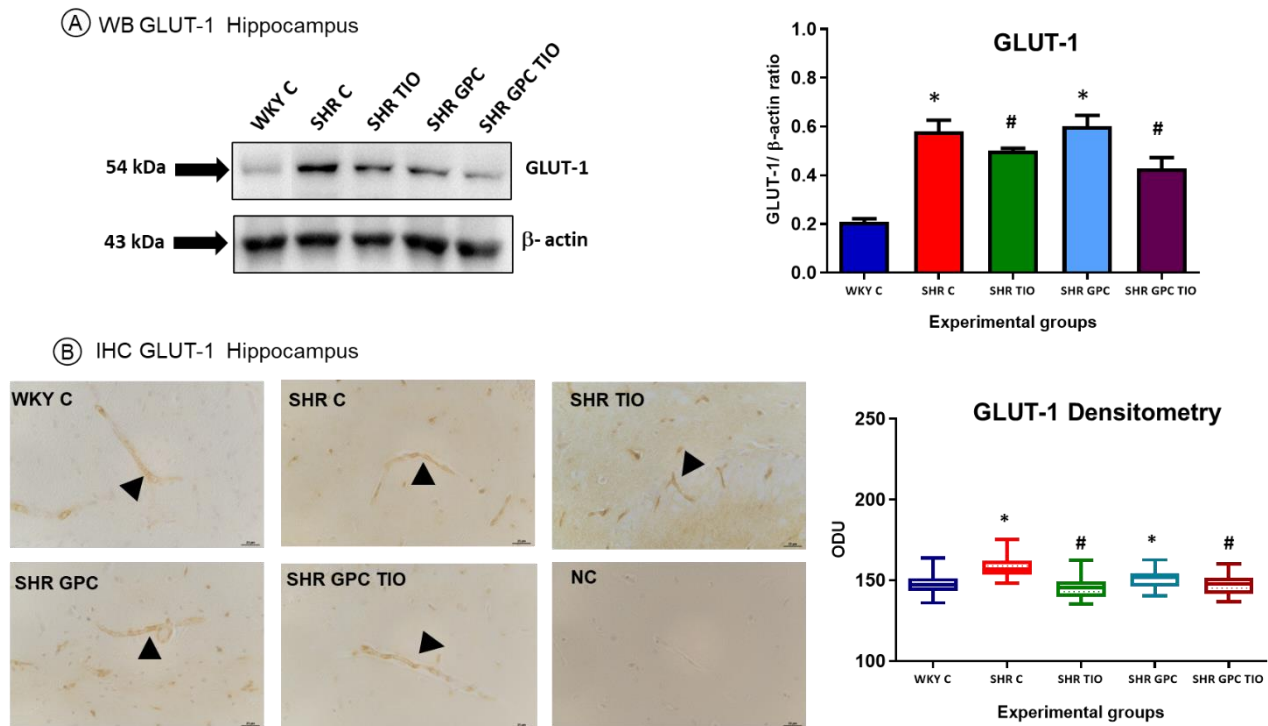 A WB GLUT-1 Hippocampus
WKY C
SHR C
SHR TIO
SHR GPC
SHR GPC TIO
54 kDa
GLUT-1
43 kDa
β- actin
GLUT-1
GLUT-1/ β-actin ratio
1.0
0.8
0.6
0.4
0.2
0.0
*
#
*
#
WKY C
SHR C
SHR TIO
SHR GPC
SHR GPC TIO
Experimental groups
B IHC GLUT-1 Hippocampus
WKY C
SHR C
SHR TIO
SHR GPC
SHR GPC TIO
NC
GLUT-1 Densitometry
ODU
250
200
150
100
*
#
*
#
WKY C
SHR C
SHR TIO
SHR GPC
SHR GPC TIO
Experimental groups